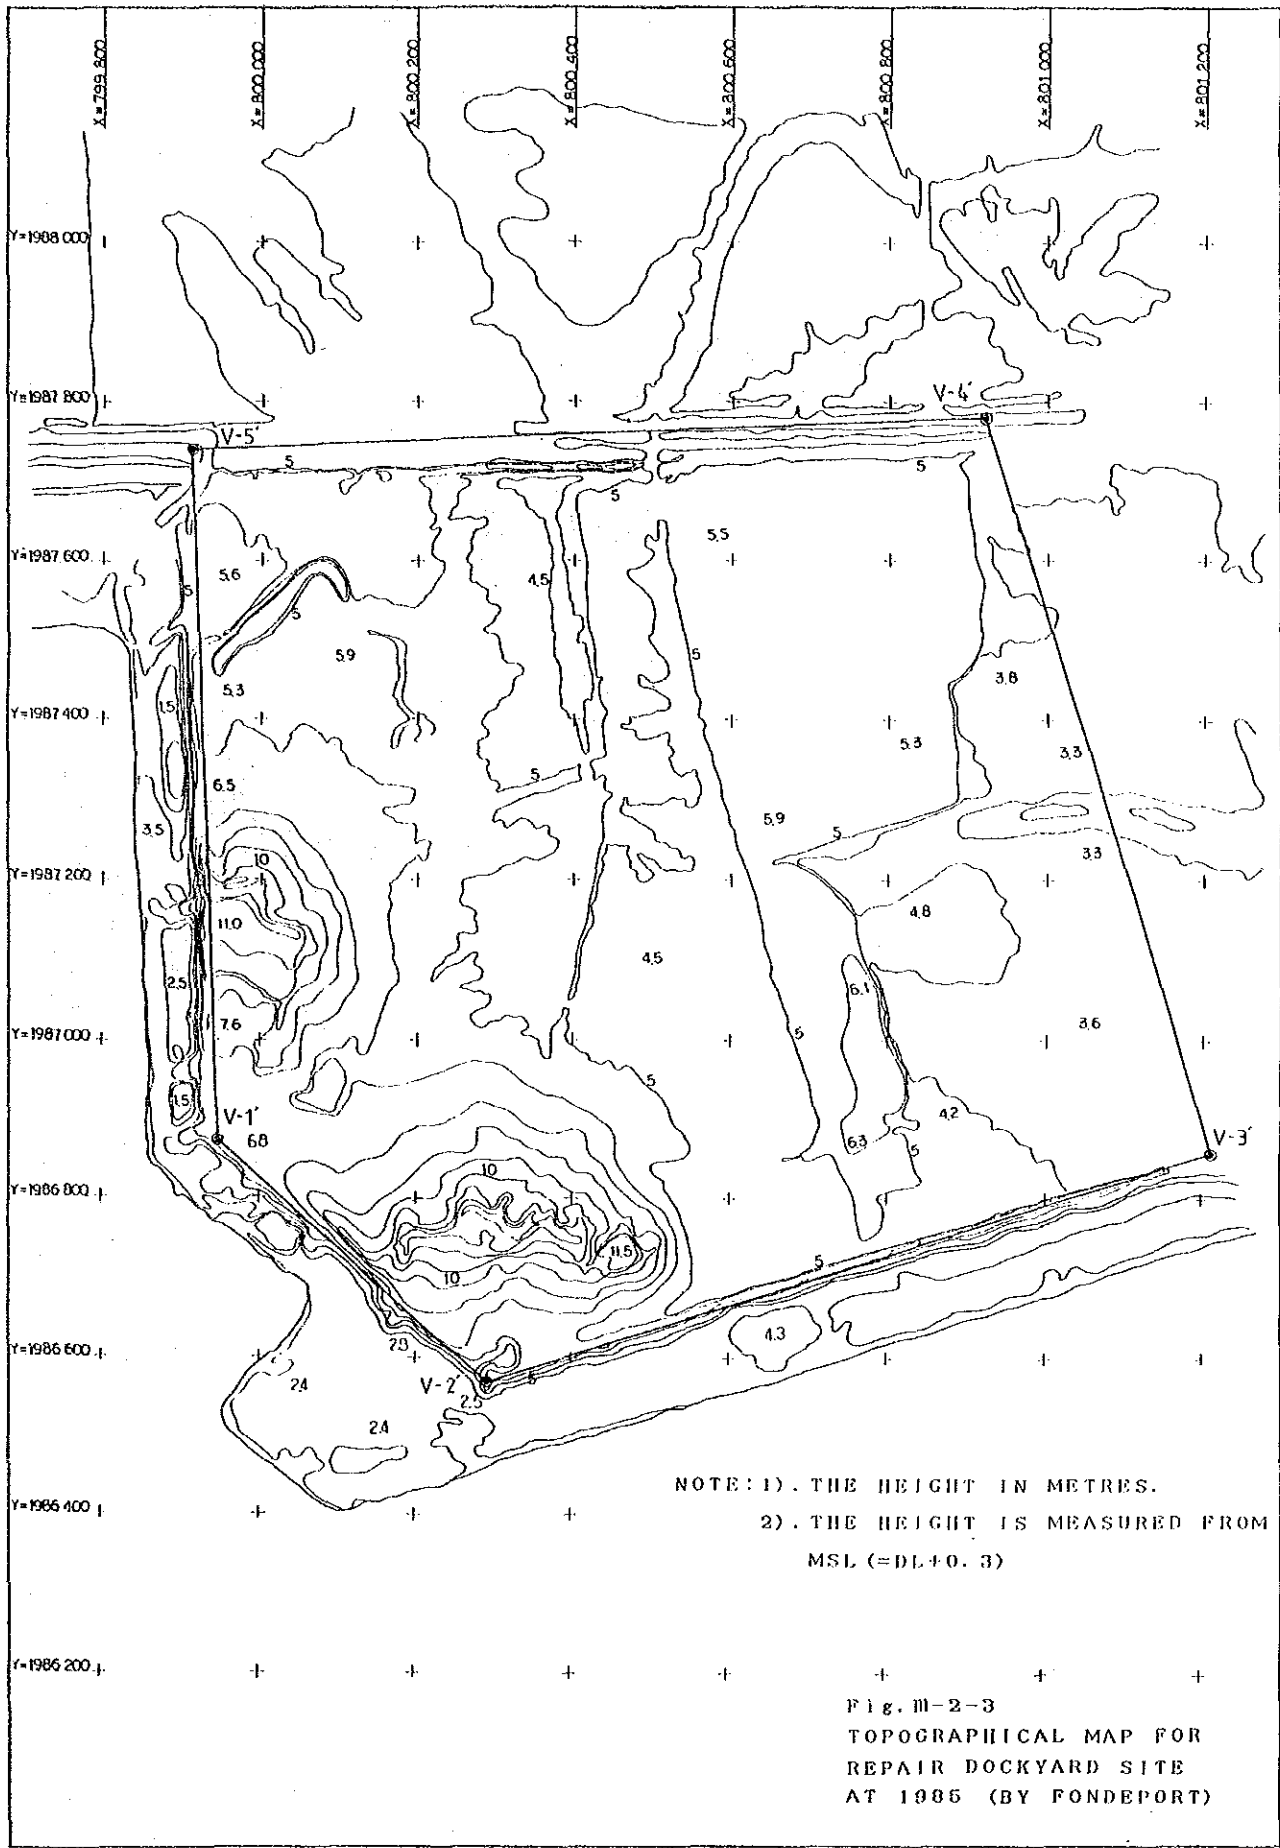 X=799 800
X=800 000
X=800 200
X=800 400
X=800 600
X=800 800
X=801 000
X=801 200
Y=1988 000
Y=1987 800
V-4'
V-5'
5
5
5
5.5
Y=1987 600
5.6
4.5
5
5
5.9
5
3.8
5.3
1.5
Y=1987 400
5.3
3.3
5
6.5
5.9
3.5
5
3.3
10
Y=1987 200
4.8
11.0
4.5
2.5
6.1
7.6
3.6
5
Y=1987 000
5
1.5
4.2
V-1'
6.8
6.3
5
V-3'
10
Y=1986 800
11.5
5
10
4.3
2.9
Y=1986 600
2.4
V-2'
5
2.5
2.4
NOTE: 1). THE HEIGHT IN METRES.
2). THE HEIGHT IS MEASURED FROM
MSL (=DL+0.3)
Y=1986 400
Y=1986 200
Fig. III-2-3
TOPOGRAPHICAL MAP FOR
REPAIR DOCKYARD SITE
AT 1985 (BY FONDEPORT)